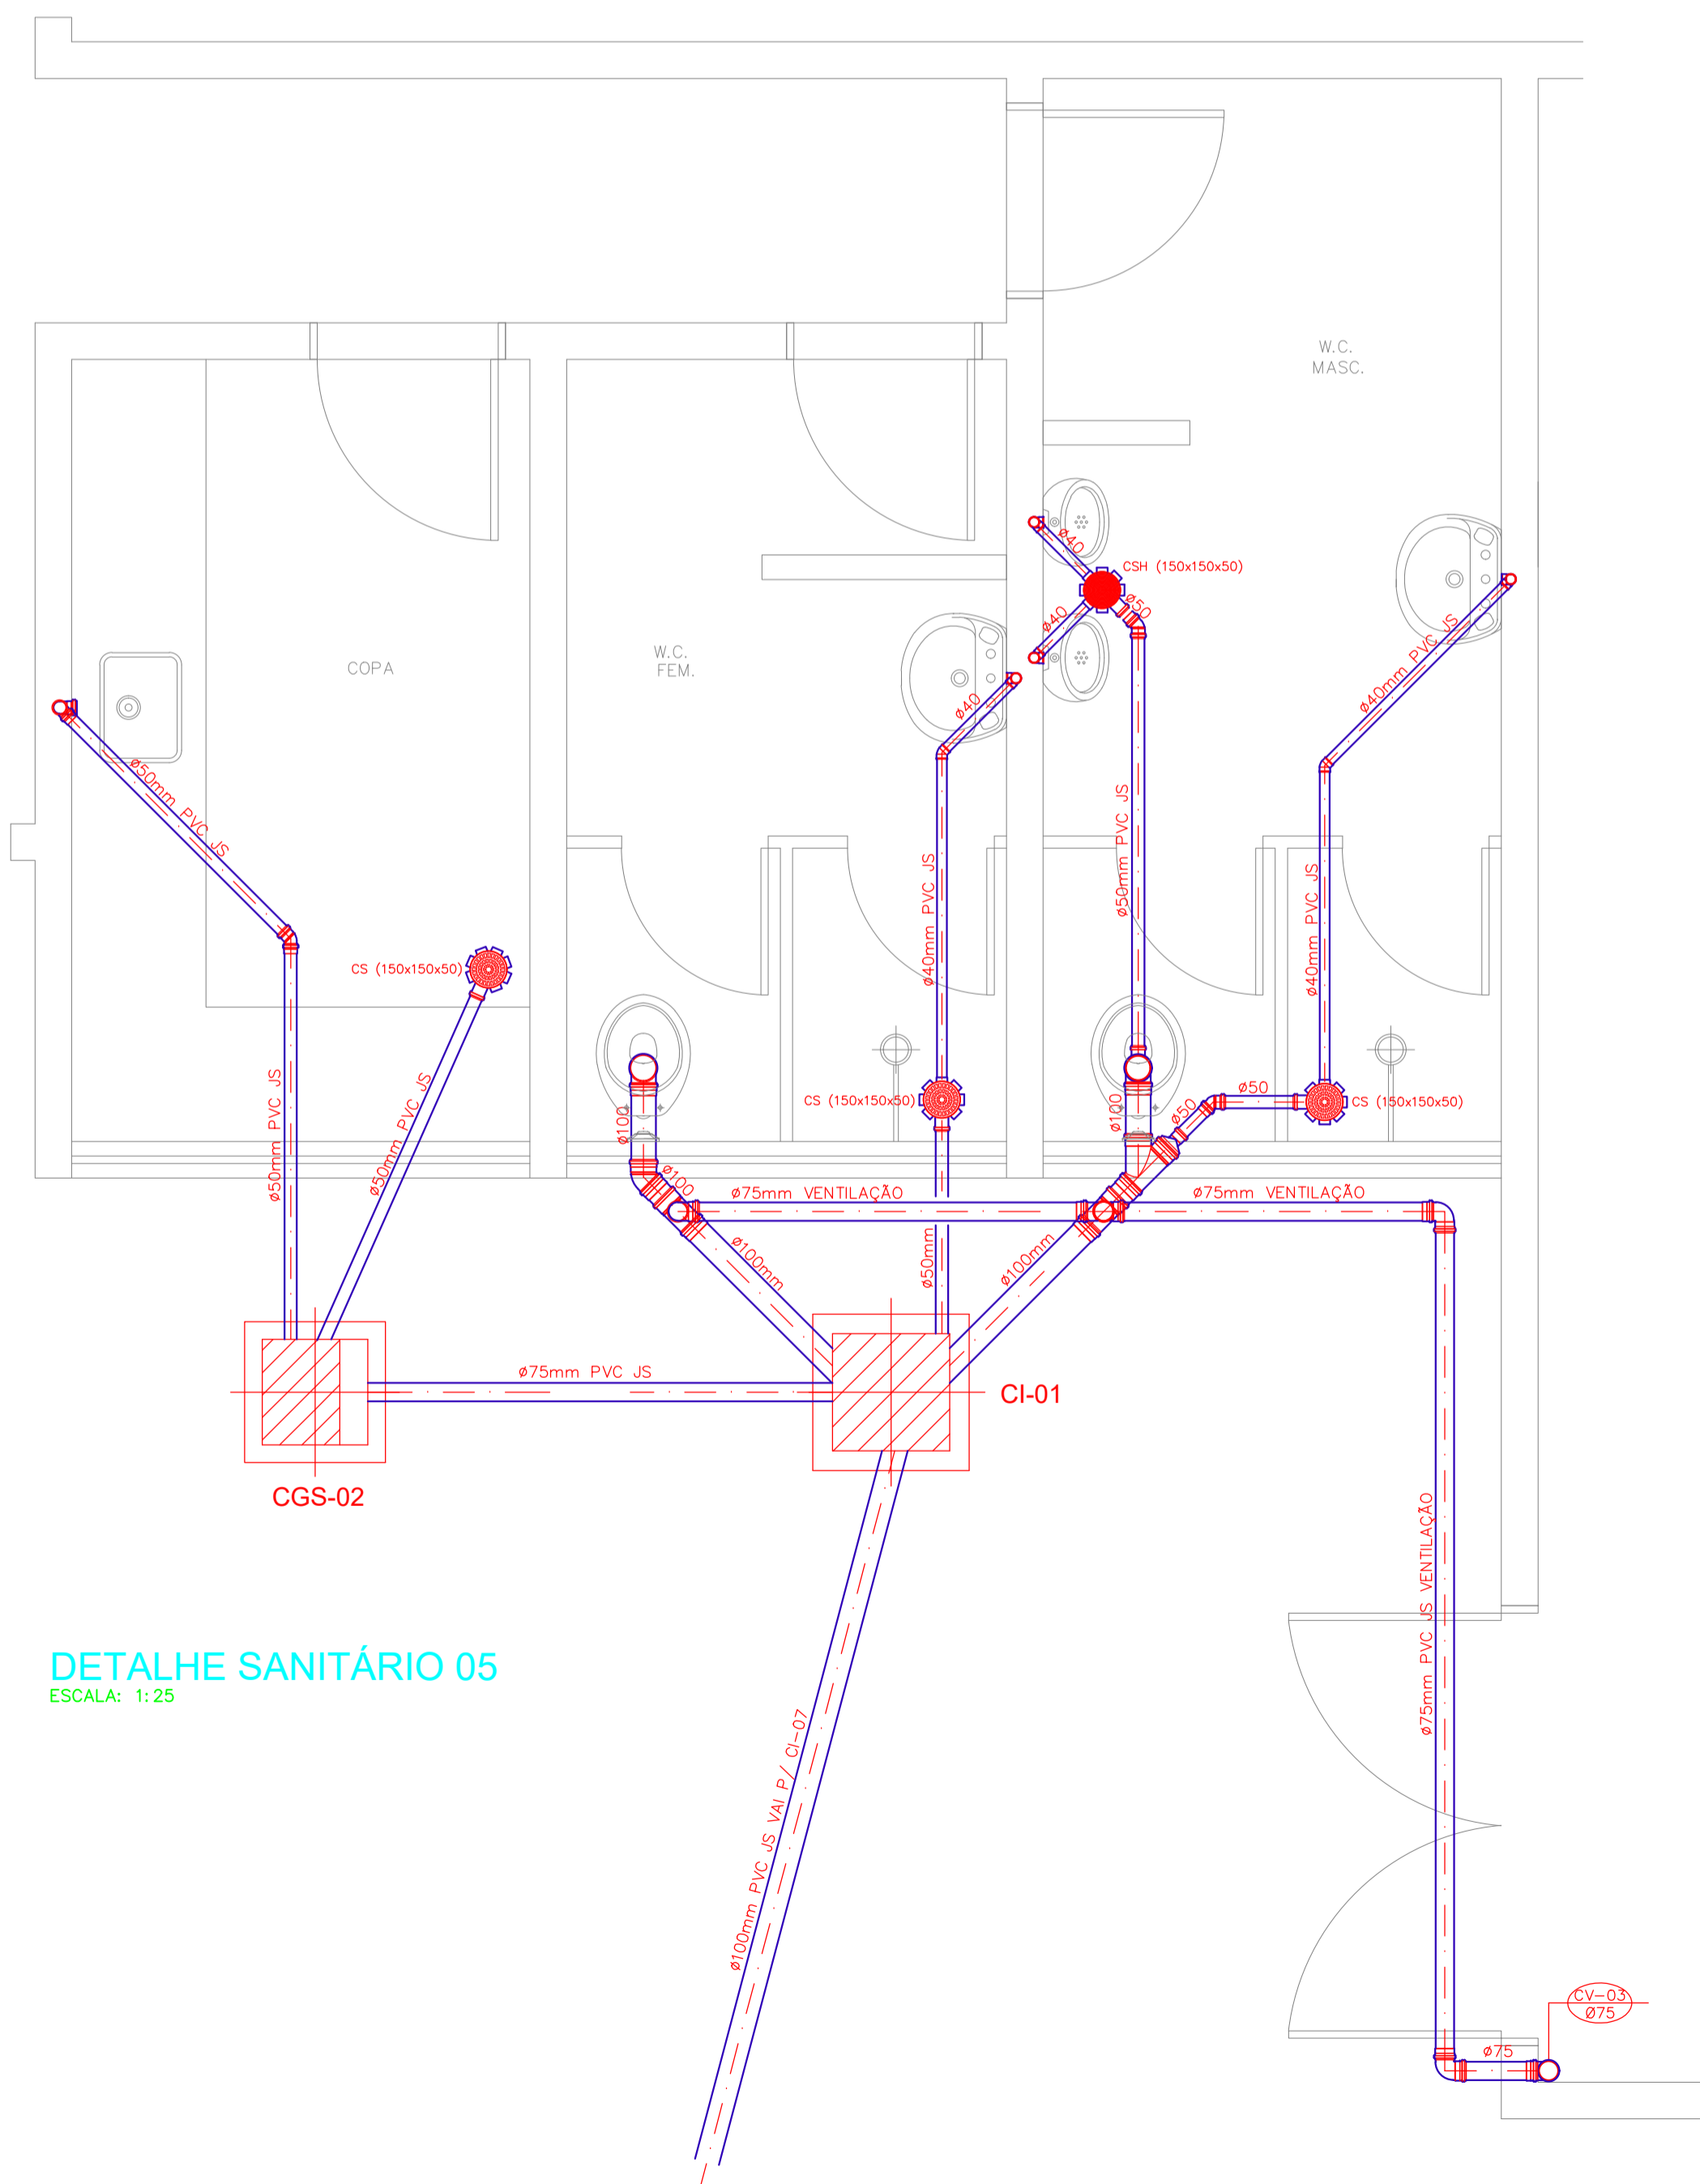 W.C.
MASC.
ø40
CSH (150x150x50)
ø50
ø40
W.C.
FEM.
COPA
ø40
ø40mm PVC JS
ø50mm PVC JS
ø50mm PVC JS
ø40mm PVC JS
ø40mm PVC JS
CS (150x150x50)
ø50mm PVC JS
ø50mm PVC JS
ø100
CS (150x150x50)
ø100
ø50
ø50
CS (150x150x50)
ø100
ø75mm VENTILAÇÃO
ø75mm VENTILAÇÃO
ø100mm
ø50mm
ø100mm
ø75mm PVC JS
CI-01
CGS-02
ø75mm PVC JS VENTILAÇÃO
DETALHE SANITÁRIO 05
ESCALA: 1:25
ø100mm PVC JS VAI P/ CI-07
CV-03
Ø75
ø75